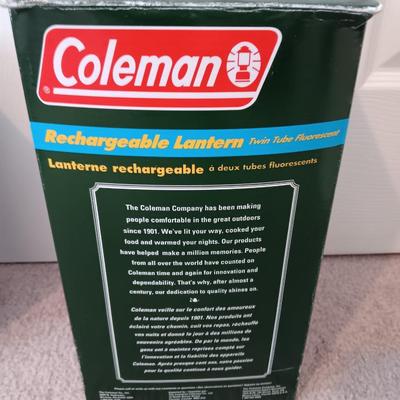 Coleman
®
Rechargeable Lantern Twin Tube Fluorescent
Lanterne rechargeable à deux tubes fluorescents
The Coleman Company has been making
people comfortable in the great outdoors
since 1901. We've lit your way, cooked your
food and warmed your nights. Our products
have helped make a million memories. People
from all over the world have counted on
Coleman time and again for innovation and
dependability. That's why, after almost a
century, our dedication to quality shines on.
Coleman veille sur le confort des amoureux
de la nature depuis 1901. Nos produits ont
éclairé votre chemin, cuit vos repas, réchauffé
vos nuits et donné le jour à des millions de
souvenirs agréables. De par le monde, les
gens ont à maintes reprises compté sur
l'innovation et la fiabilité des appareils
Coleman. Après presque cent ans, notre passion
pour la qualité continue à nous guider.